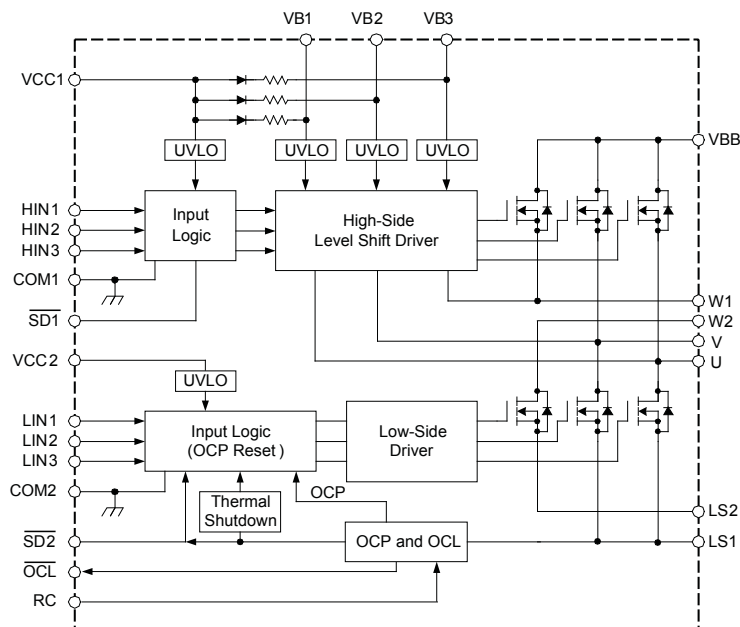 VB1 VB2 VB3
VCC1
VBB
UVLO UVLO UVLO UVLO
HIN1
HIN2
HIN3
Input
Logic
High-Side
Level Shift Driver
COM1
SD1
W1
W2
V
U
VCC2
UVLO
LIN1
LIN2
LIN3
Input Logic
(OCP Reset)
Low-Side
Driver
COM2
Thermal
Shutdown
OCP
LS2
SD2
OCP and OCL
LS1
OCL
RC